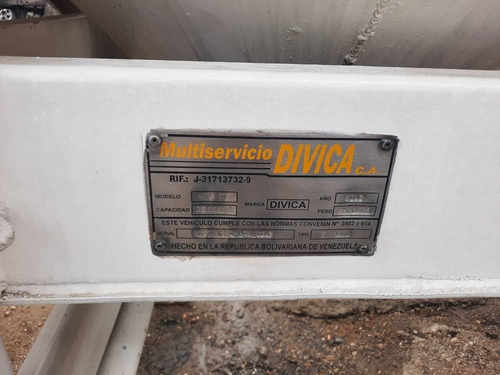 Multiservicio DIVICA C.A.
RIF.: J-31713732-9
MODELO MARCA DIVICA AÑO
CAPACIDAD PESO
ESTE VEHICULO CUMPLE CON LAS NORMAS CONVENIN Nº 2402 y 614
SERIAL TIPO
HECHO EN LA REPUBLICA BOLIVARIANA DE VENEZUELA